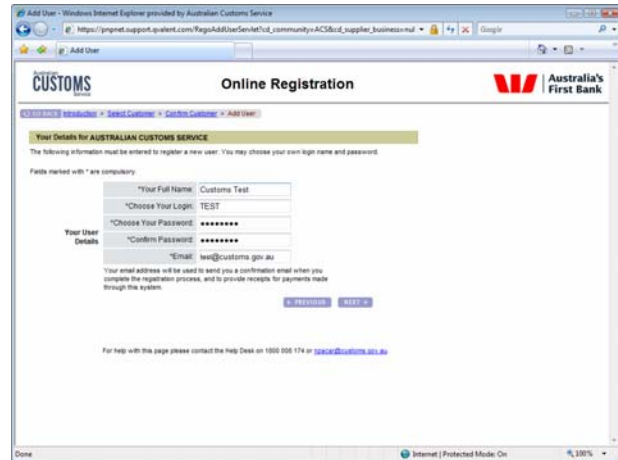 Add User - Windows Internet Explorer provided by Australian Customs Service
Google
Add User
Australian
CUSTOMS
Service
Online Registration
Australia's
First Bank
GO BACK Introduction Select Customer Confirm Customer Add User
Your Details for AUSTRALIAN CUSTOMS SERVICE
The following information must be entered to register a new user. You may choose your own login name and password.
Fields marked with * are compulsory.
*Your Full Name: Customs Test
*Choose Your Login: TEST
*Choose Your Password: ••••••••
Your User
Details
*Confirm Password: ••••••••
*Email: test@customs.gov.au
Your email address will be used to send you a confirmation email when you
complete the registration process, and to provide receipts for payments made
through this system.
PREVIOUS NEXT
For help with this page please contact the Help Desk on
Done
Internet | Protected Mode: On
100%